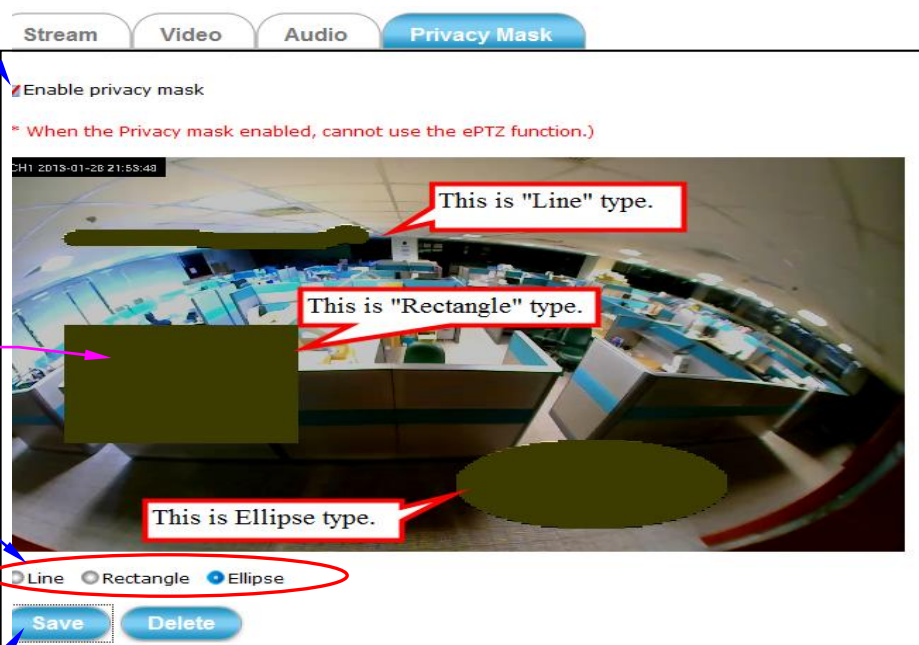 Stream Video Audio Privacy Mask
Enable privacy mask
* When the Privacy mask enabled, cannot use the ePTZ function.)
CH1 2013-01-28 21:53:48
This is "Line" type.
This is "Rectangle" type.
This is Ellipse type.
Line Rectangle Ellipse
Save Delete